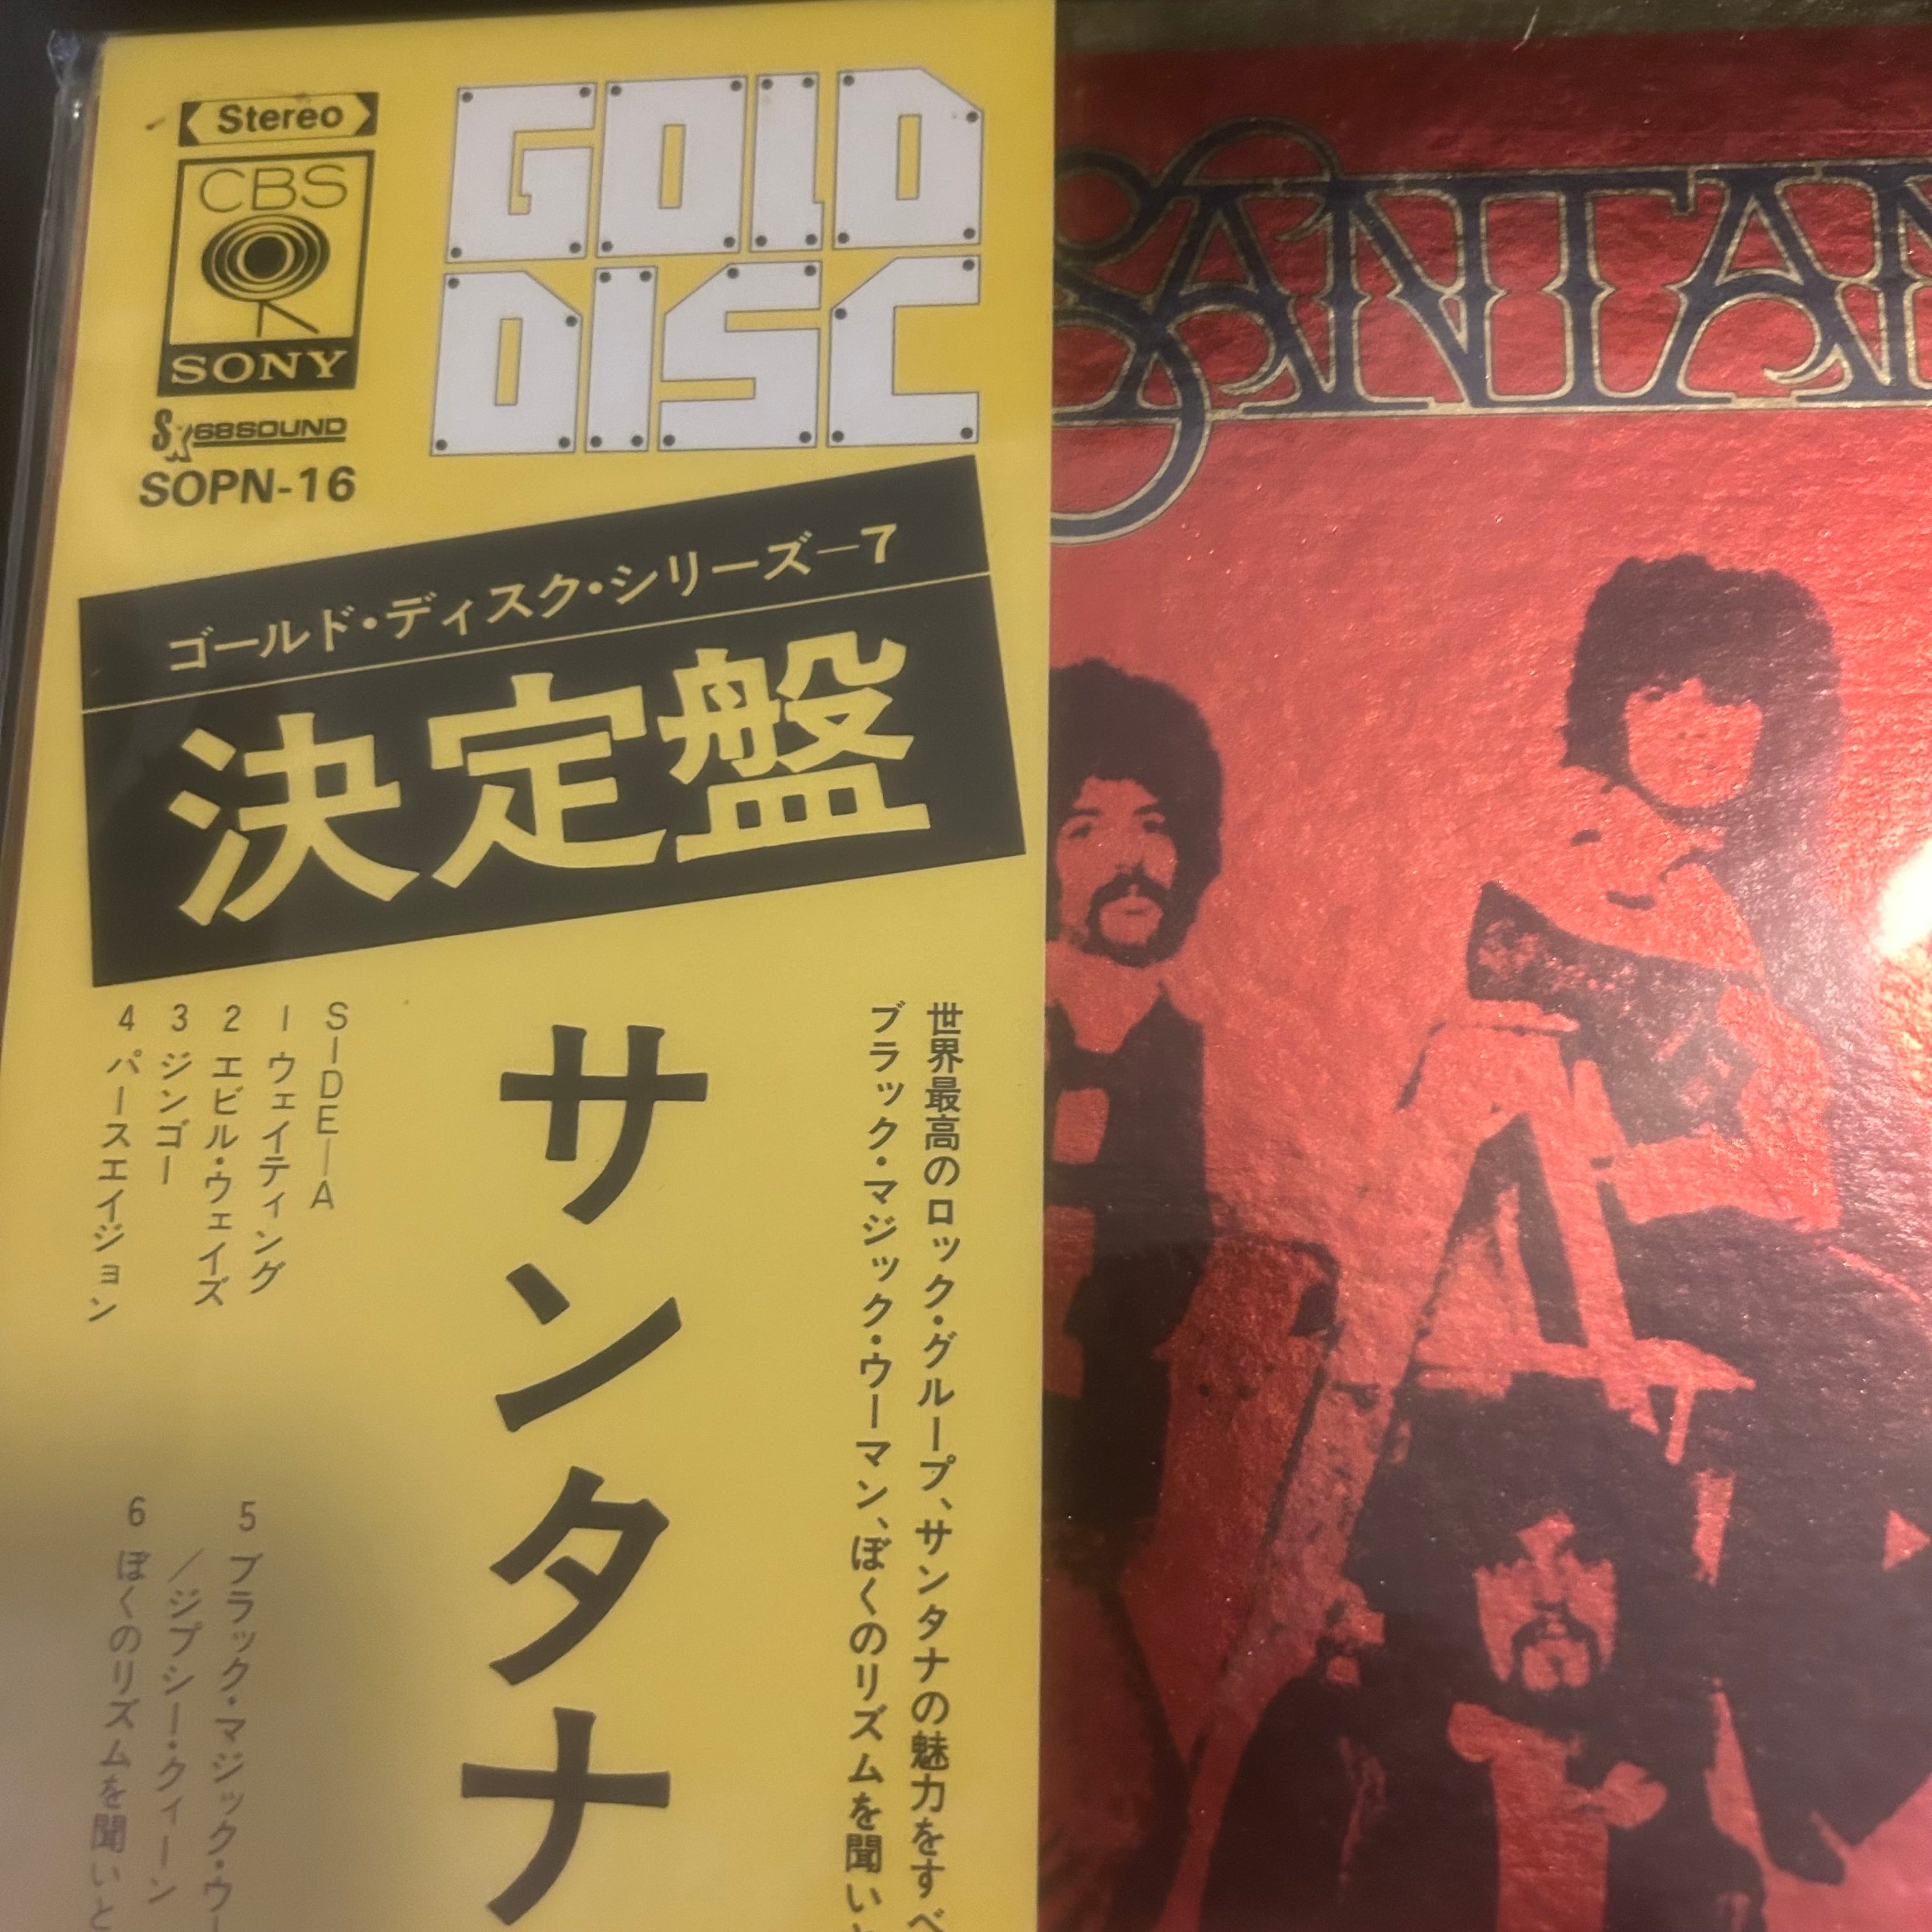 Stereo
CBS
SONY
SX68SOUND
SOPN-16
GOLD
DISC
ゴールド・ディスク・シリーズ—7
決定盤
世界最高のロック・グループ、サンタナの魅力をすべ
ブラック・マジック・ウーマン、ぼくのリズムを聞いと
サンタナ
SIDE—A
1 ウェイティング
2 エビル・ウェイズ
3 ジンゴー
4 パースエイジョン
5 ブラック・マジック・ウー
/ジプシー・クィーン
6 ぼくのリズムを聞いと
SANTAN